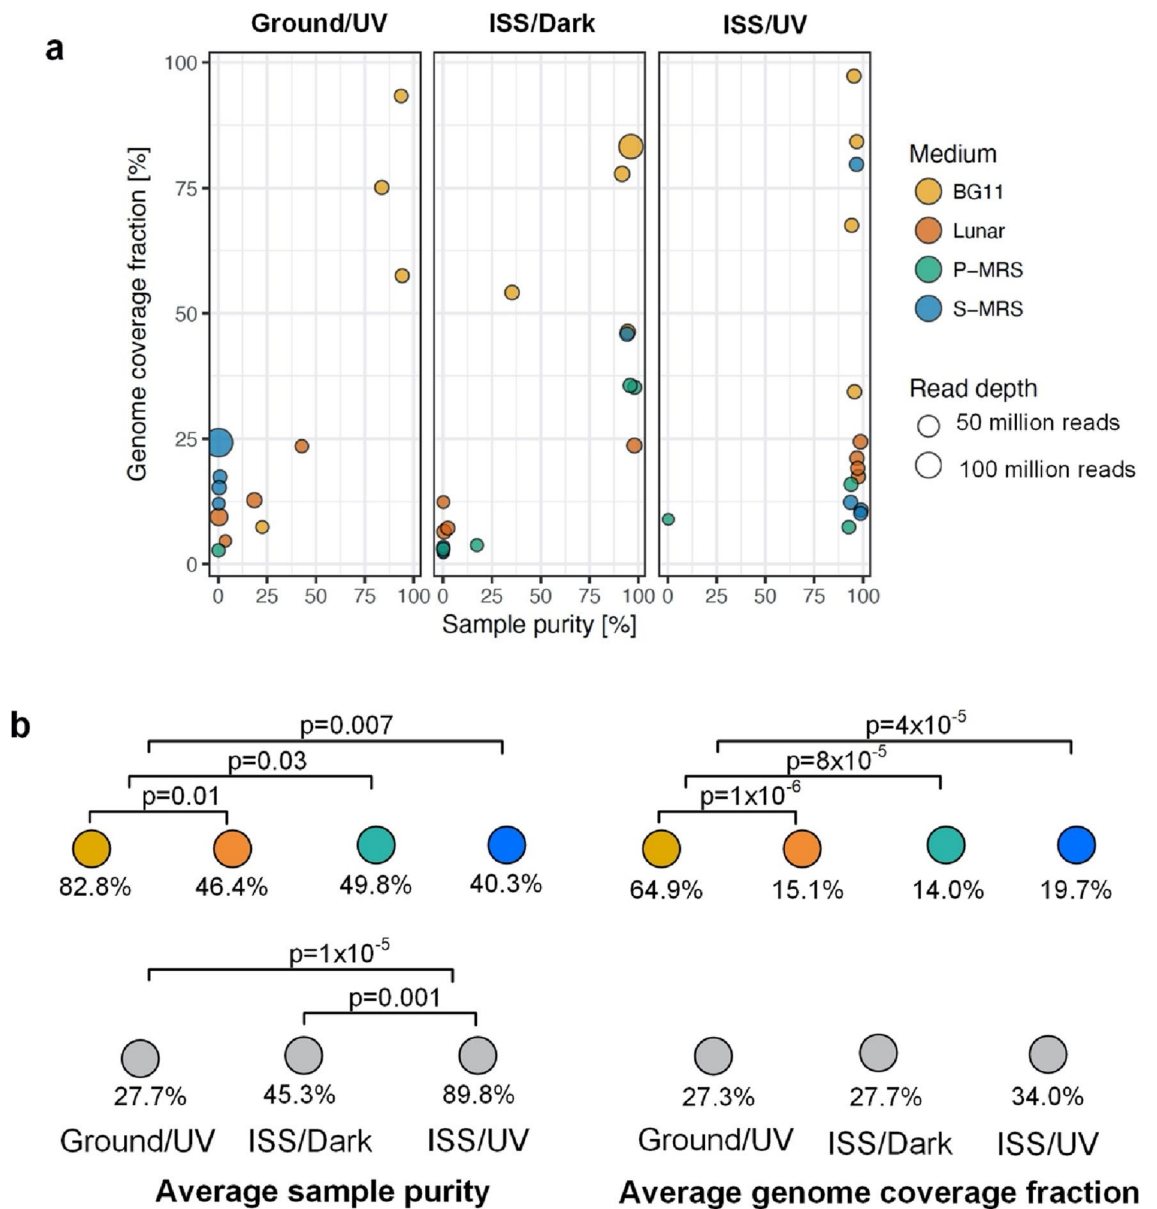 Ground/UV ISS/Dark ISS/UV
a
Genome coverage fraction [%]
100
75
50
25
0
0 25 50 75 100 0 25 50 75 100 0 25 50 75 100
Sample purity [%]
Medium
BG11
Lunar
P-MRS
S-MRS
Read depth
50 million reads
100 million reads
b
p=0.007 p=4x10^-5
p=0.03 p=8x10^-5
p=0.01 p=1x10^-6
82.8% 46.4% 49.8% 40.3% 64.9% 15.1% 14.0% 19.7%
p=1x10^-5
p=0.001
27.7% 45.3% 89.8% 27.3% 27.7% 34.0%
Ground/UV ISS/Dark ISS/UV Ground/UV ISS/Dark ISS/UV
Average sample purity Average genome coverage fraction